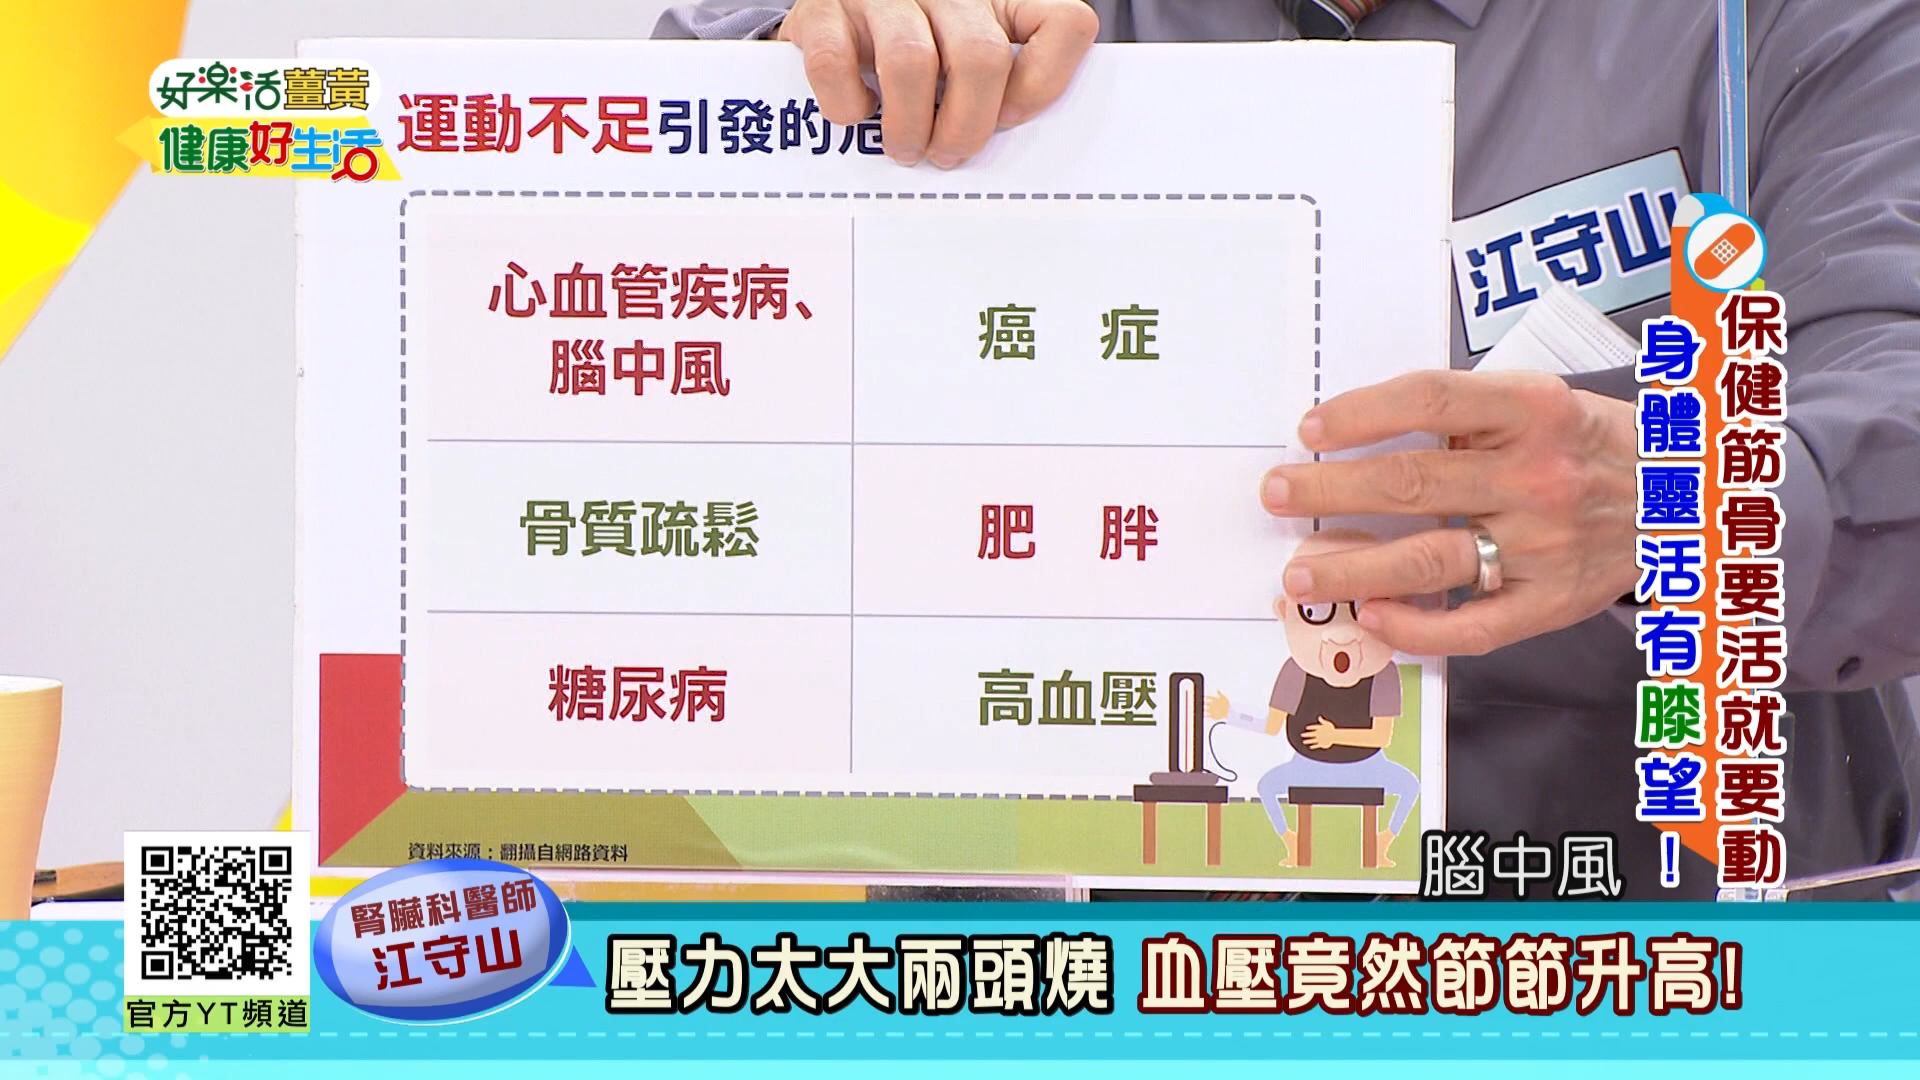 好樂活薑黃
健康好生活
運動不足引發的危
心血管疾病、
腦中風
癌 症
骨質疏鬆
肥 胖
糖尿病
高血壓
資料來源：翻攝自網路資料
江守山
保健筋骨要活就要動
身體靈活有膝望！
腦中風
腎臟科醫師
江守山
壓力太大兩頭燒 血壓竟然節節升高!
官方YT頻道